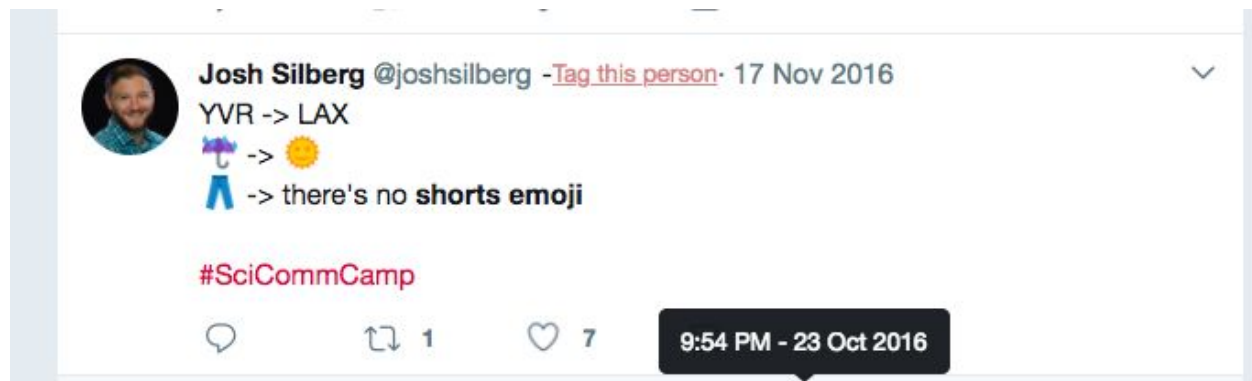 Josh Silberg @joshsilberg -Tag this person· 17 Nov 2016
YVR -> LAX
☔ -> 🌞
👖 -> there's no shorts emoji
#SciCommCamp
1 7
9:54 PM - 23 Oct 2016